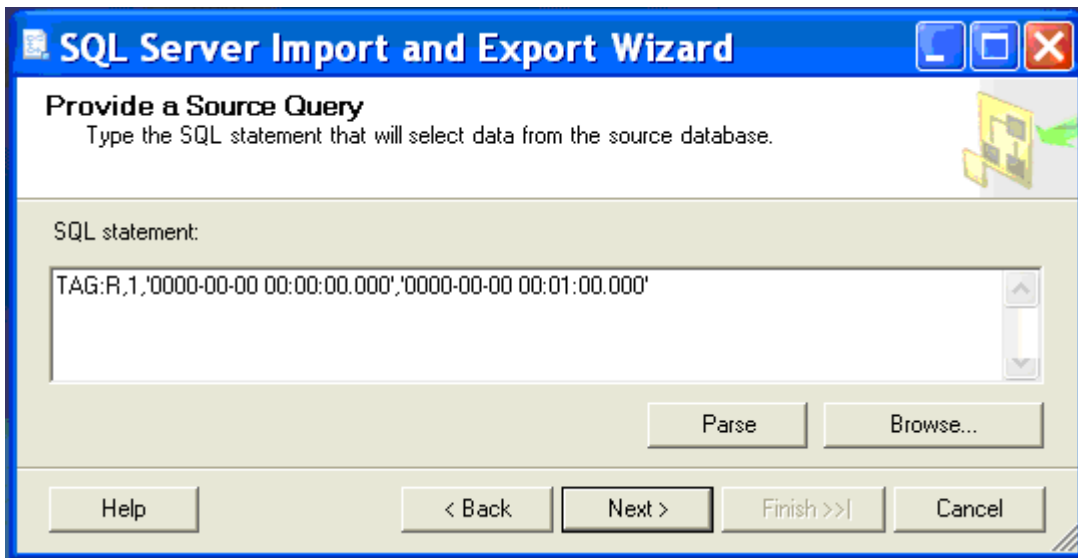 SQL Server Import and Export Wizard
Provide a Source Query
Type the SQL statement that will select data from the source database.
SQL statement:
TAG:R,1,'0000-00-00 00:00:00.000','0000-00-00 00:01:00.000'
Parse
Browse...
Help
< Back
Next >
Finish >>|
Cancel